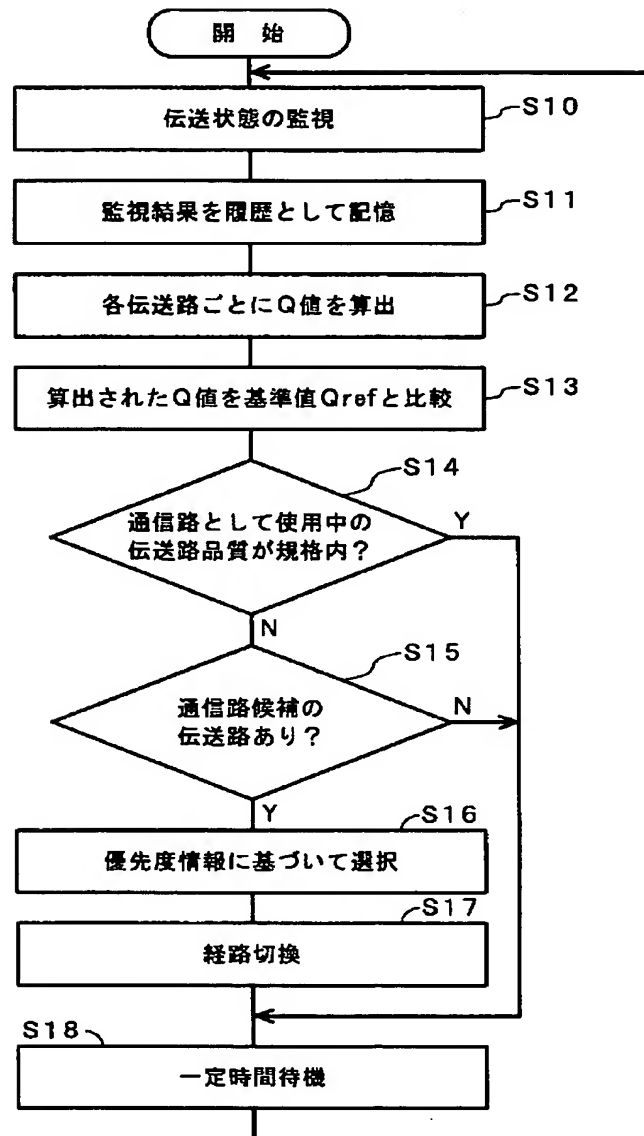 開 始
伝送状態の監視
S10
監視結果を履歴として記憶
S11
各伝送路ごとにQ値を算出
S12
算出されたQ値を基準値Qrefと比較
S13
S14
通信路として使用中の
伝送路品質が規格内?
Y
N
S15
通信路候補の
伝送路あり?
N
Y
S16
優先度情報に基づいて選択
S17
経路切換
S18
一定時間待機